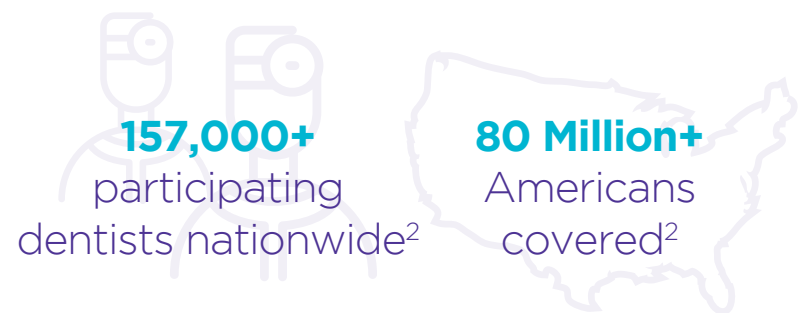 157,000+
participating
dentists nationwide²
80 Million+
Americans
covered²